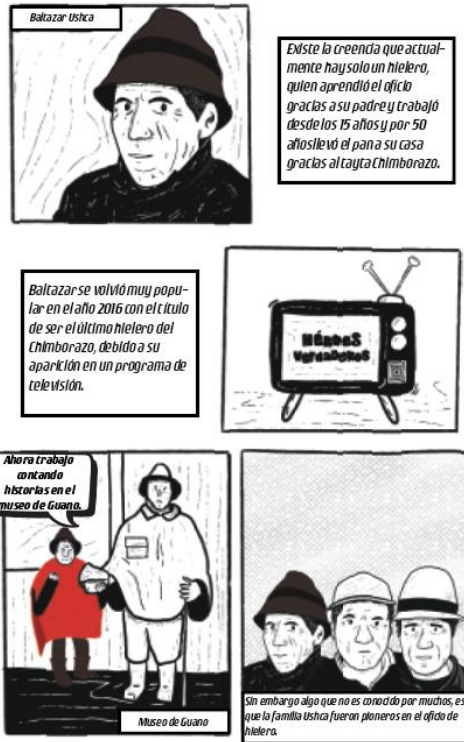 Baltazar Ushca
Existe la creencia que actual-
mente hay solo un hielero,
quien aprendió el oficio
gracias a su padre y trabajó
desde los 15 años y por 50
añosllevó el pan a su casa
gracias al tayta Chimborazo.
Baltazar se volvió muy popu-
lar en el año 2016 con el título
de ser el último hielero del
Chimborazo, debido a su
aparición en un programa de
televisión.
HÉROES
VERDADEROS
Ahora trabajo
contando
historias en el
museo de Guano.
Museo de Guano
Sin embargo algo que no es conocido por muchos, es
que la familia Ushca fueron pioneros en el oficio de
hielero.